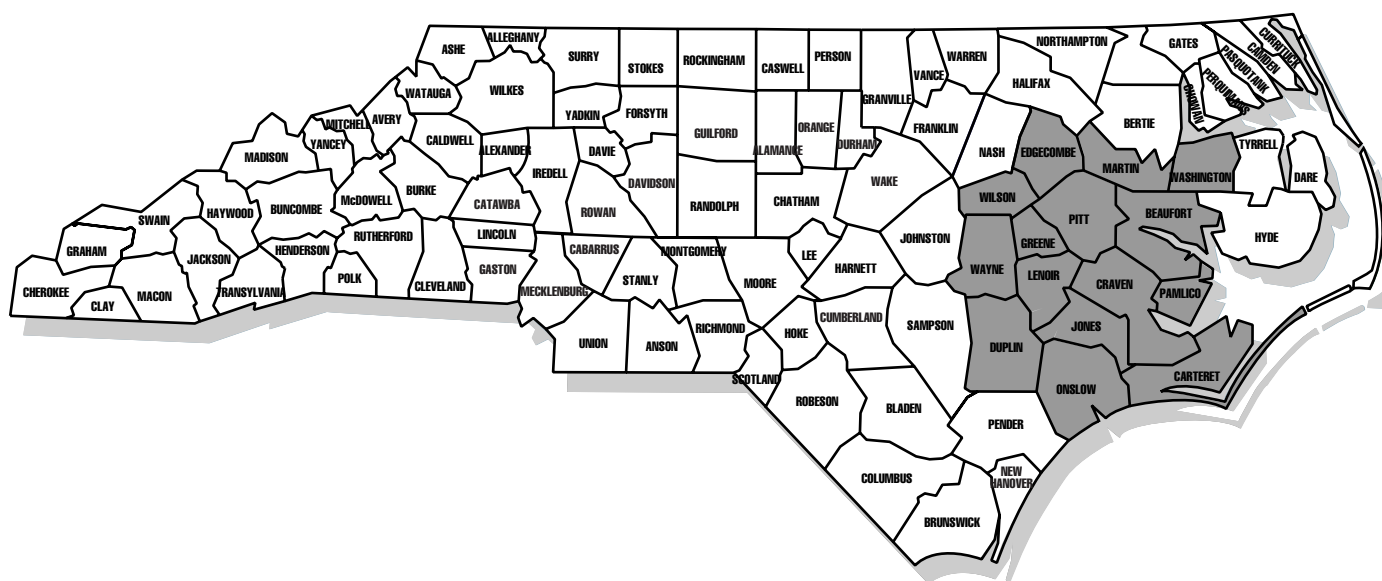 ASHE
ALLEGHANY
SURRY
STOKES
ROCKINGHAM
CASWELL
PERSON
GRANVILLE
VANCE
WARREN
NORTHAMPTON
HALIFAX
GATES
CURRITUCK
CAMDEN
PASQUOTANK
PERQUIMANS
CHOWAN
BERTIE
WATAUGA
WILKES
YADKIN
FORSYTH
GUILFORD
ALAMANCE
ORANGE
DURHAM
FRANKLIN
NASH
EDGECOMBE
MARTIN
WASHINGTON
TYRRELL
DARE
MITCHELL
AVERY
YANCEY
MADISON
CALDWELL
ALEXANDER
IREDELL
DAVIE
DAVIDSON
RANDOLPH
CHATHAM
WAKE
WILSON
PITT
BEAUFORT
HYDE
SWAIN
HAYWOOD
BUNCOMBE
McDOWELL
BURKE
CATAWBA
ROWAN
LINCOLN
GRAHAM
JACKSON
HENDERSON
RUTHERFORD
CLEVELAND
GASTON
CABARRUS
STANLY
MONTGOMERY
MOORE
LEE
HARNETT
JOHNSTON
WAYNE
GREENE
LENOIR
CRAVEN
PAMLICO
CHEROKEE
CLAY
MACON
TRANSYLVANIA
POLK
MECKLENBURG
UNION
ANSON
RICHMOND
HOKE
CUMBERLAND
SAMPSON
DUPLIN
JONES
CARTERET
SCOTLAND
ROBESON
BLADEN
PENDER
ONSLOW
COLUMBUS
NEW
HANOVER
BRUNSWICK